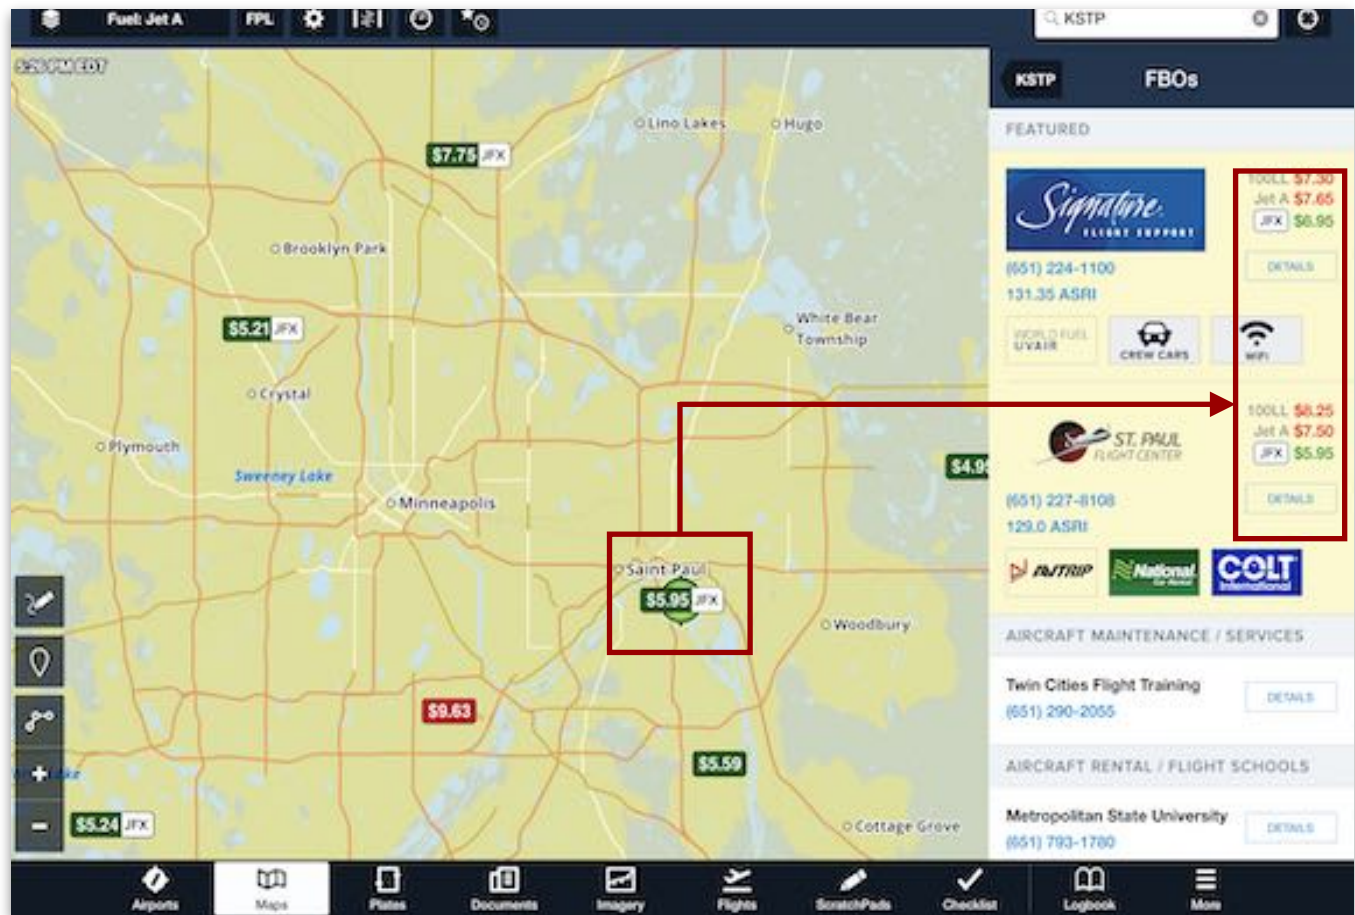 Fuel: Jet A
FPL
KSTP
5:26 PM EDT
KSTP
FBOs
Lino Lakes
Hugo
$7.75 JFX
Brooklyn Park
$5.21 JFX
White Bear
Township
Crystal
Plymouth
Sweeney Lake
Minneapolis
$4.95
Saint Paul
$5.95 JFX
Woodbury
$9.63
$5.59
$5.24 JFX
Cottage Grove
FEATURED
Signature
FLIGHT SUPPORT
100LL $7.30
Jet A $7.65
JFX $6.95
(651) 224-1100
DETAILS
131.35 ASRI
WORLD FUEL
UVAIR
CREW CARS
WIFI
ST. PAUL
FLIGHT CENTER
100LL $8.25
Jet A $7.50
JFX $5.95
(651) 227-8108
DETAILS
129.0 ASRI
AVTRIP
National
Car Rental
COLT
International
AIRCRAFT MAINTENANCE / SERVICES
Twin Cities Flight Training
(651) 290-2055
DETAILS
AIRCRAFT RENTAL / FLIGHT SCHOOLS
Metropolitan State University
(651) 793-1780
DETAILS
Airports
Maps
Plates
Documents
Imagery
Flights
ScratchPads
Checklist
Logbook
More